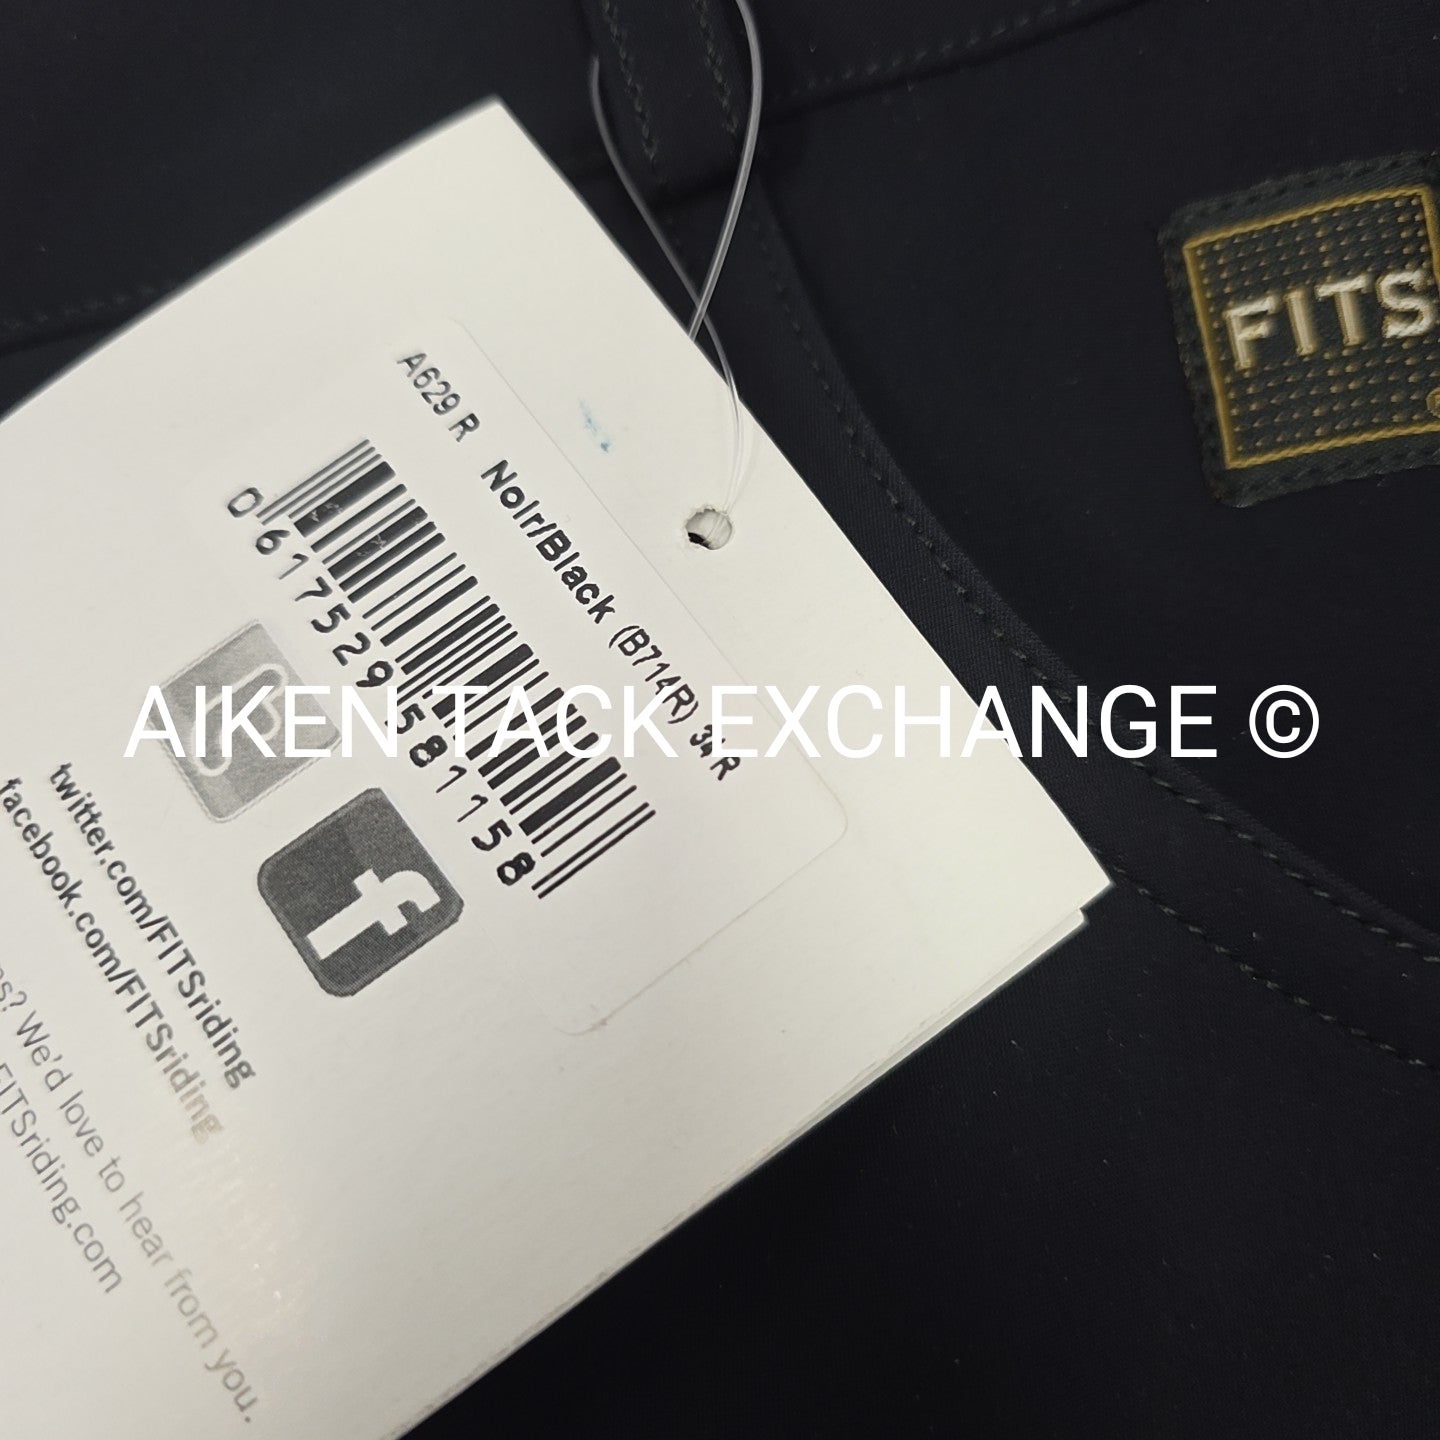 FITS
A629 R
Noir/Black (B714R) 34R
0 617529 581158
AIKEN TACK EXCHANGE ©
twitter.com/FITSriding
facebook.com/FITSriding
We'd love to hear from you.
FITSriding.com